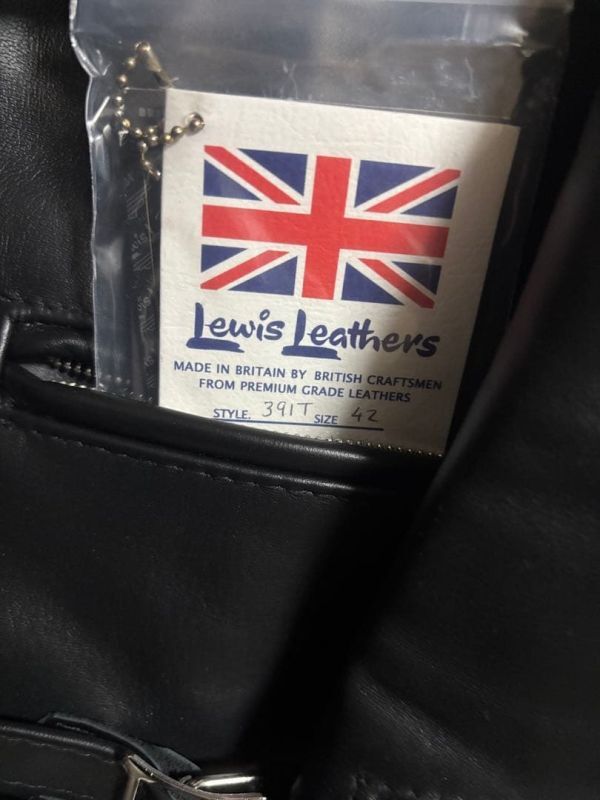 Lewis Leathers
MADE IN BRITAIN BY BRITISH CRAFTSMEN
FROM PREMIUM GRADE LEATHERS
STYLE. 391T SIZE 42